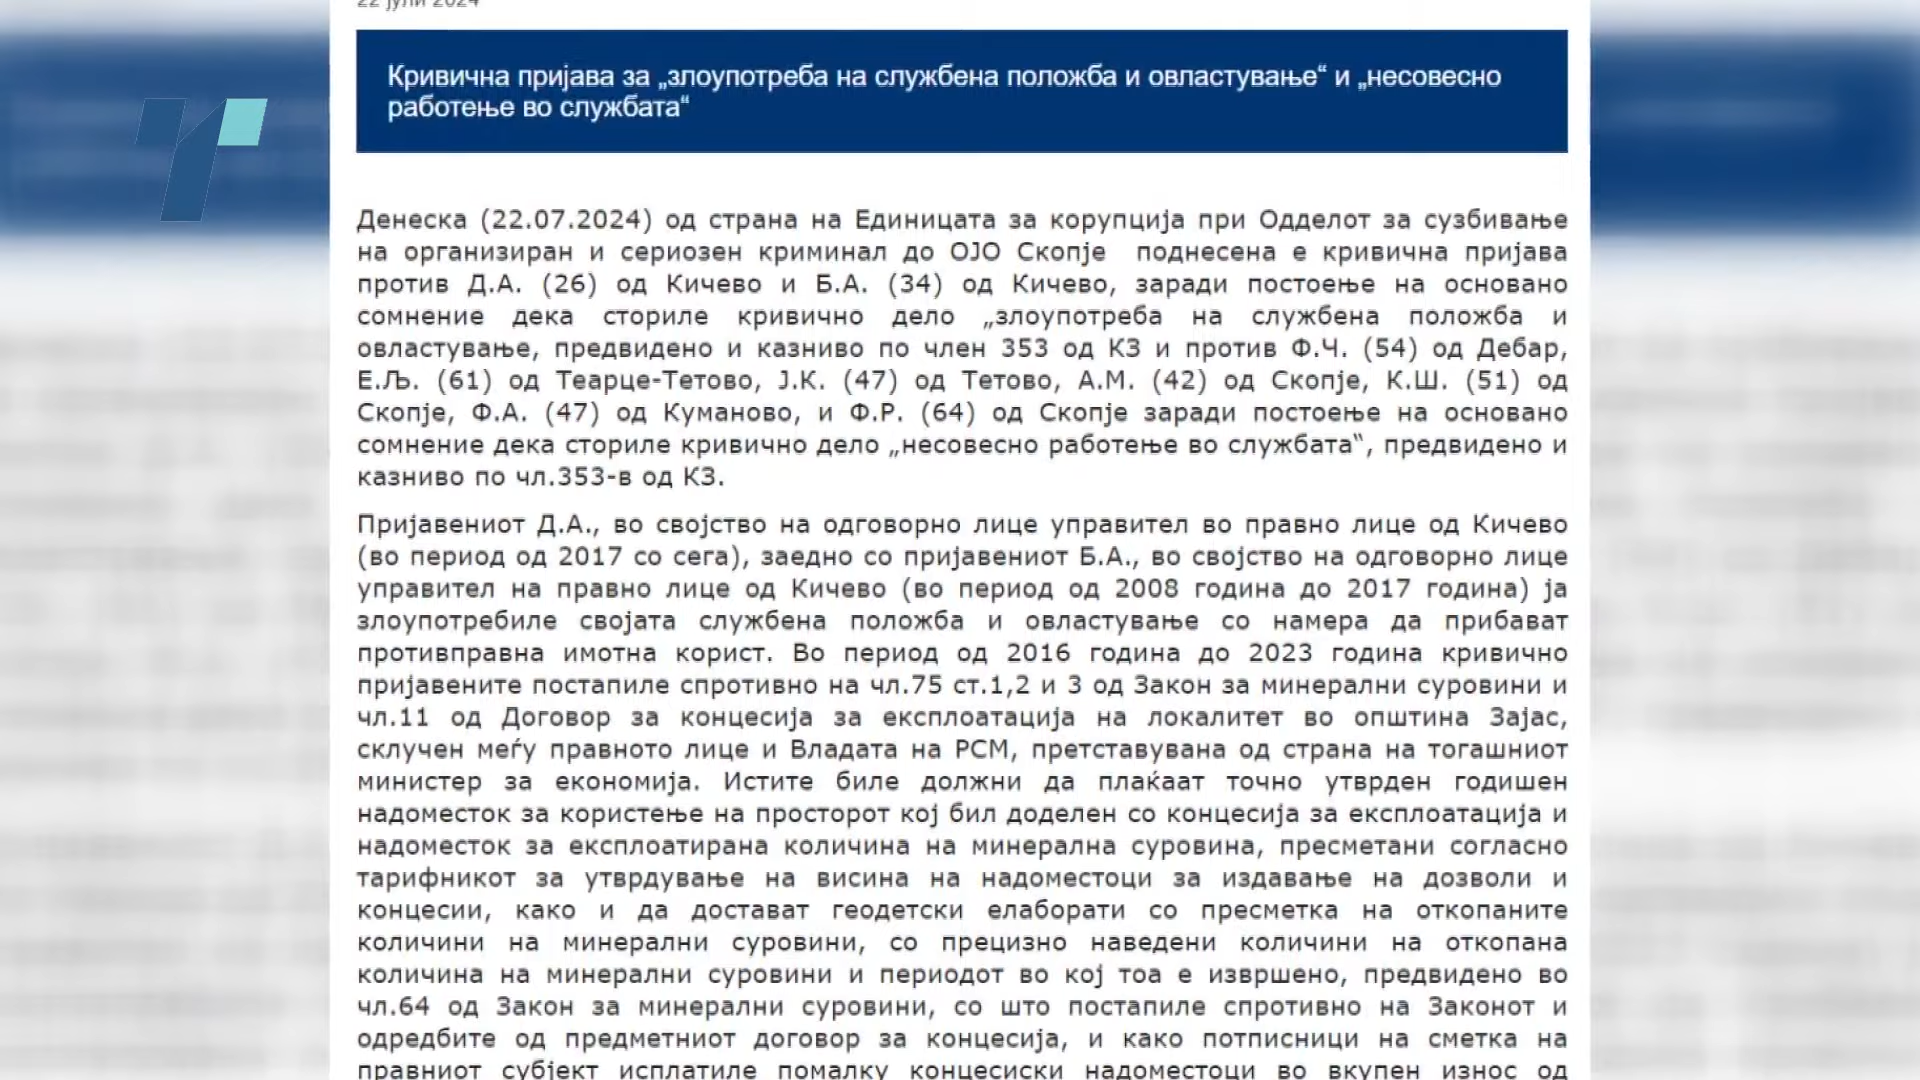 22 јули 2024
Кривична пријава за „злоупотреба на службена положба и овластување“ и „несовесно
работење во службата“
Денеска (22.07.2024) од страна на Единицата за корупција при Одделот за сузбивање
на организиран и сериозен криминал до ОЈО Скопје поднесена е кривична пријава
против Д.А. (26) од Кичево и Б.А. (34) од Кичево, заради постоење на основано
сомнение дека сториле кривично дело „злоупотреба на службена положба и
овластување, предвидено и казниво по член 353 од КЗ и против Ф.Ч. (54) од Дебар,
Е.Љ. (61) од Теарце-Тетово, Ј.К. (47) од Тетово, А.М. (42) од Скопје, К.Ш. (51) од
Скопје, Ф.А. (47) од Куманово, и Ф.Р. (64) од Скопје заради постоење на основано
сомнение дека сториле кривично дело „несовесно работење во службата“, предвидено и
казниво по чл.353-в од КЗ.
Пријавениот Д.А., во својство на одговорно лице управител во правно лице од Кичево
(во период од 2017 со сега), заедно со пријавениот Б.А., во својство на одговорно лице
управител на правно лице од Кичево (во период од 2008 година до 2017 година) ја
злоупотребиле својата службена положба и овластување со намера да прибават
противправна имотна корист. Во период од 2016 година до 2023 година кривично
пријавените постапиле спротивно на чл.75 ст.1,2 и 3 од Закон за минерални суровини и
чл.11 од Договор за концесија за експлоатација на локалитет во општина Зајас,
склучен меѓу правното лице и Владата на РСМ, претставувана од страна на тогашниот
министер за економија. Истите биле должни да плаќаат точно утврден годишен
надоместок за користење на просторот кој бил доделен со концесија за експлоатација и
надоместок за експлоатирана количина на минерална суровина, пресметани согласно
тарифникот за утврдување на висина на надоместоци за издавање на дозволи и
концесии, како и да достават геодетски елаборати со пресметка на откопаните
количини на минерални суровини, со прецизно наведени количини на откопана
количина на минерални суровини и периодот во кој тоа е извршено, предвидено во
чл.64 од Закон за минерални суровини, со што постапиле спротивно на Законот и
одредбите од предметниот договор за концесија, и како потписници на сметка на
правниот субјект исплатиле помалку концесиски надоместоци во вкупен износ од